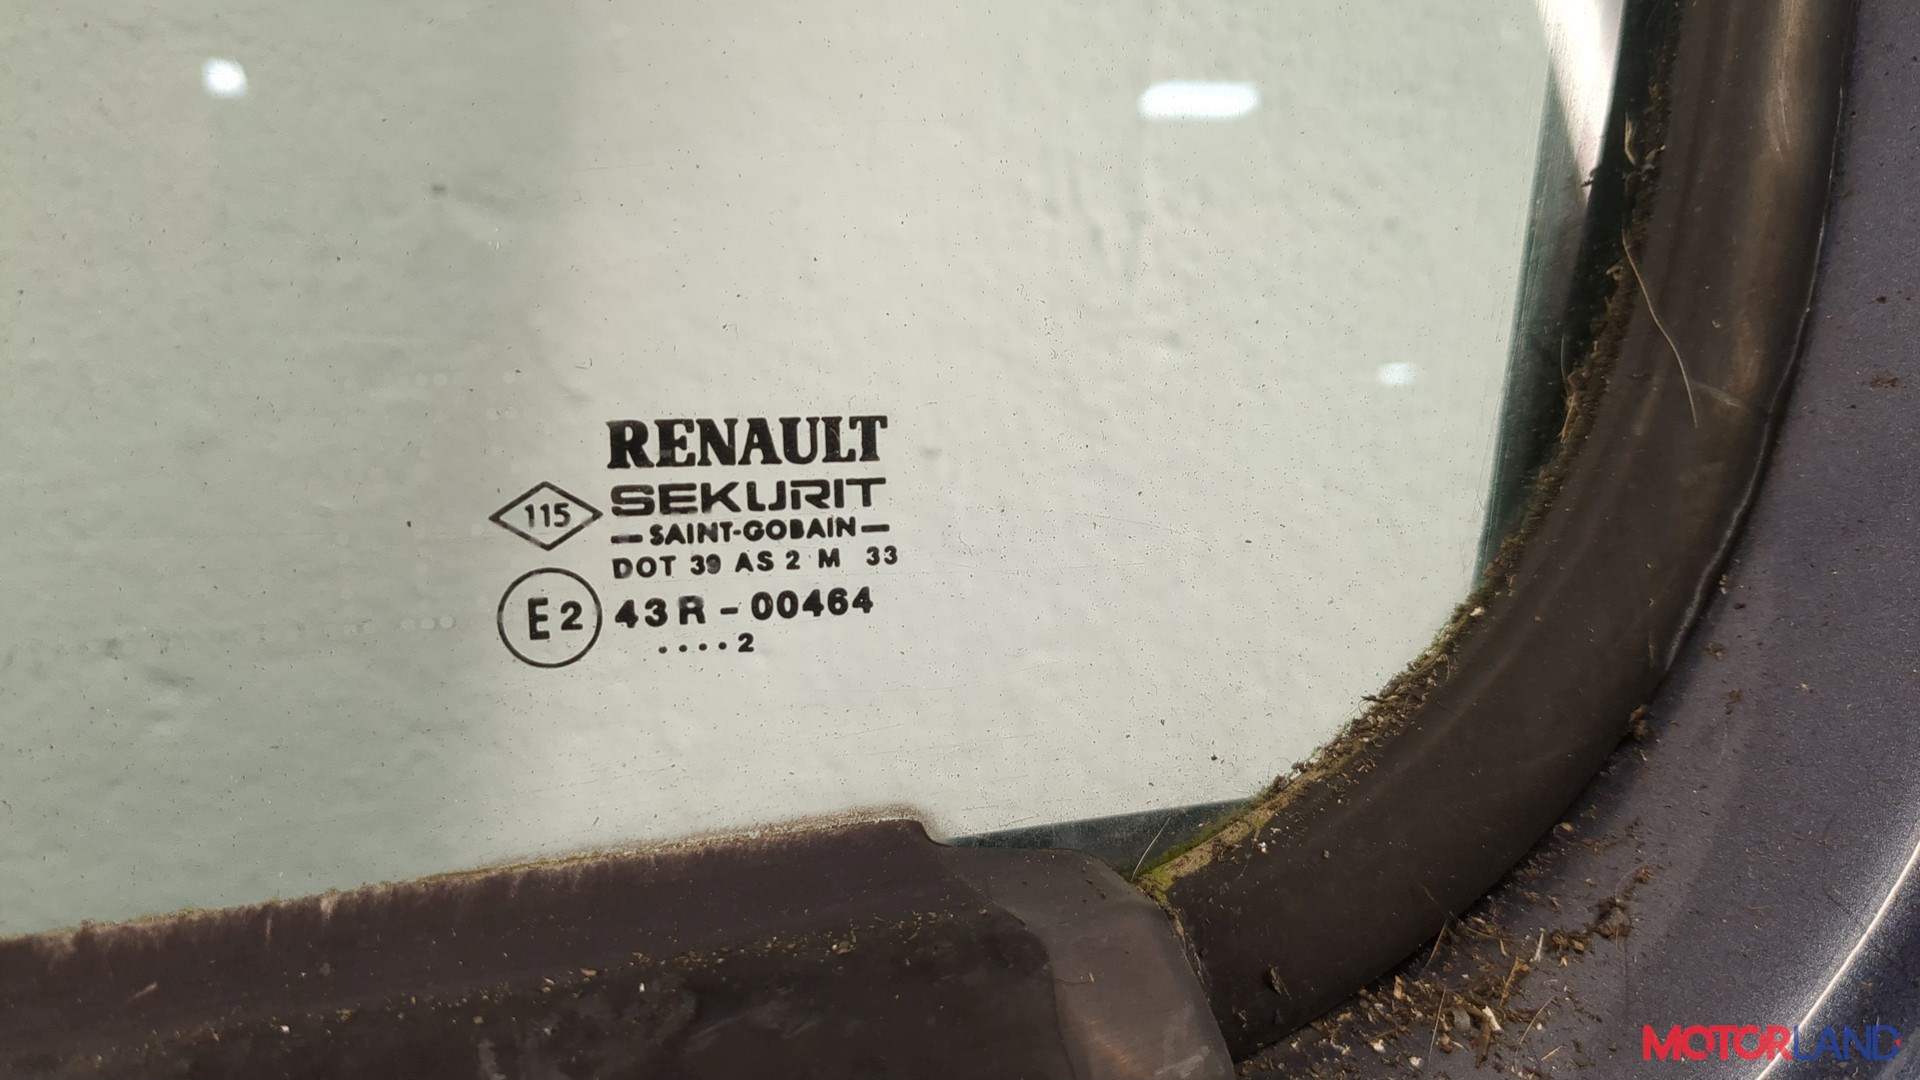 RENAULT
115
SEKURIT
—SAINT-GOBAIN—
DOT 39 AS 2 M 33
E2
43R-00464
····2
MOTORLAND